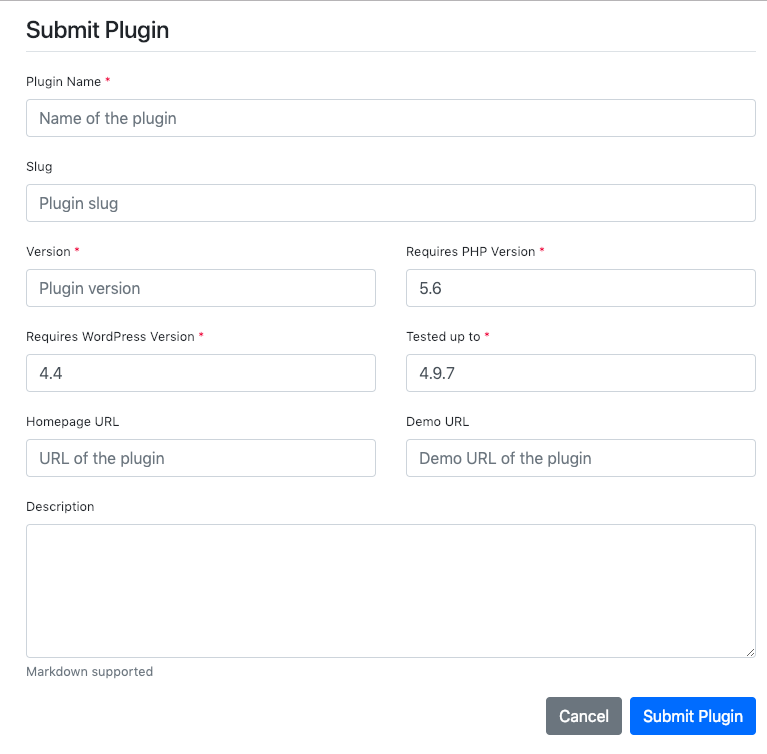 Submit Plugin
Plugin Name *
Name of the plugin
Slug
Plugin slug
Version *
Requires PHP Version *
Plugin version
5.6
Requires WordPress Version *
Tested up to *
4.4
4.9.7
Homepage URL
Demo URL
URL of the plugin
Demo URL of the plugin
Description
Markdown supported
Cancel
Submit Plugin